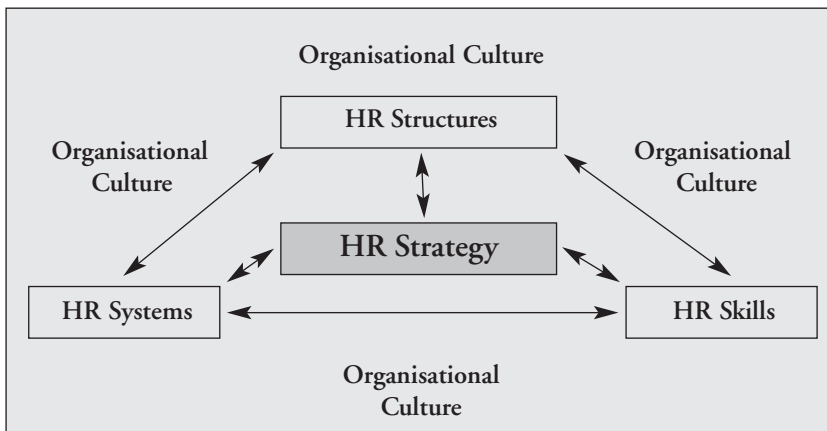 Organisational Culture
HR Structures
Organisational
Culture
Organisational
Culture
HR Strategy
HR Systems
HR Skills
Organisational
Culture